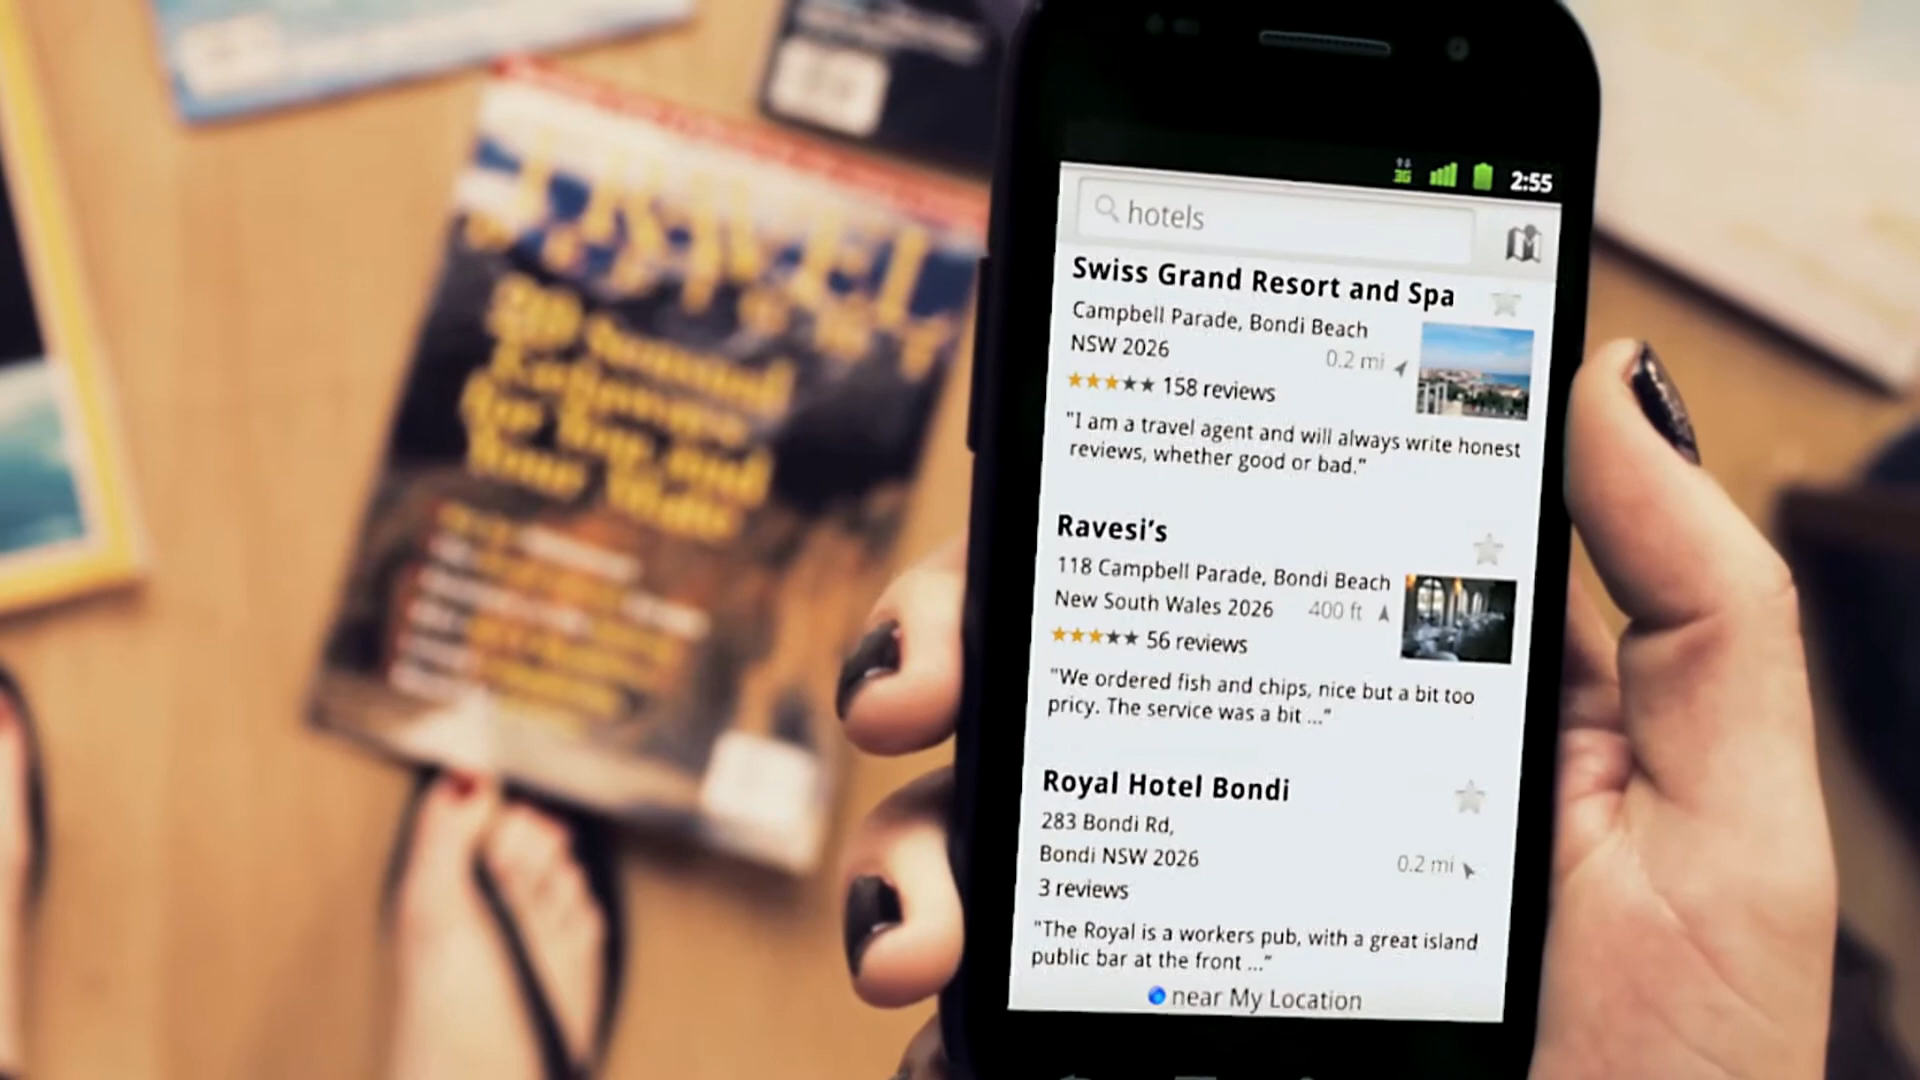 3G 2:55
hotels
Swiss Grand Resort and Spa
Campbell Parade, Bondi Beach
NSW 2026 0.2 mi
158 reviews
"I am a travel agent and will always write honest
reviews, whether good or bad."
Ravesi's
118 Campbell Parade, Bondi Beach
New South Wales 2026 400 ft
56 reviews
"We ordered fish and chips, nice but a bit too
pricy. The service was a bit ..."
Royal Hotel Bondi
283 Bondi Rd,
Bondi NSW 2026 0.2 mi
3 reviews
"The Royal is a workers pub, with a great island
public bar at the front ..."
near My Location
TRAVEL